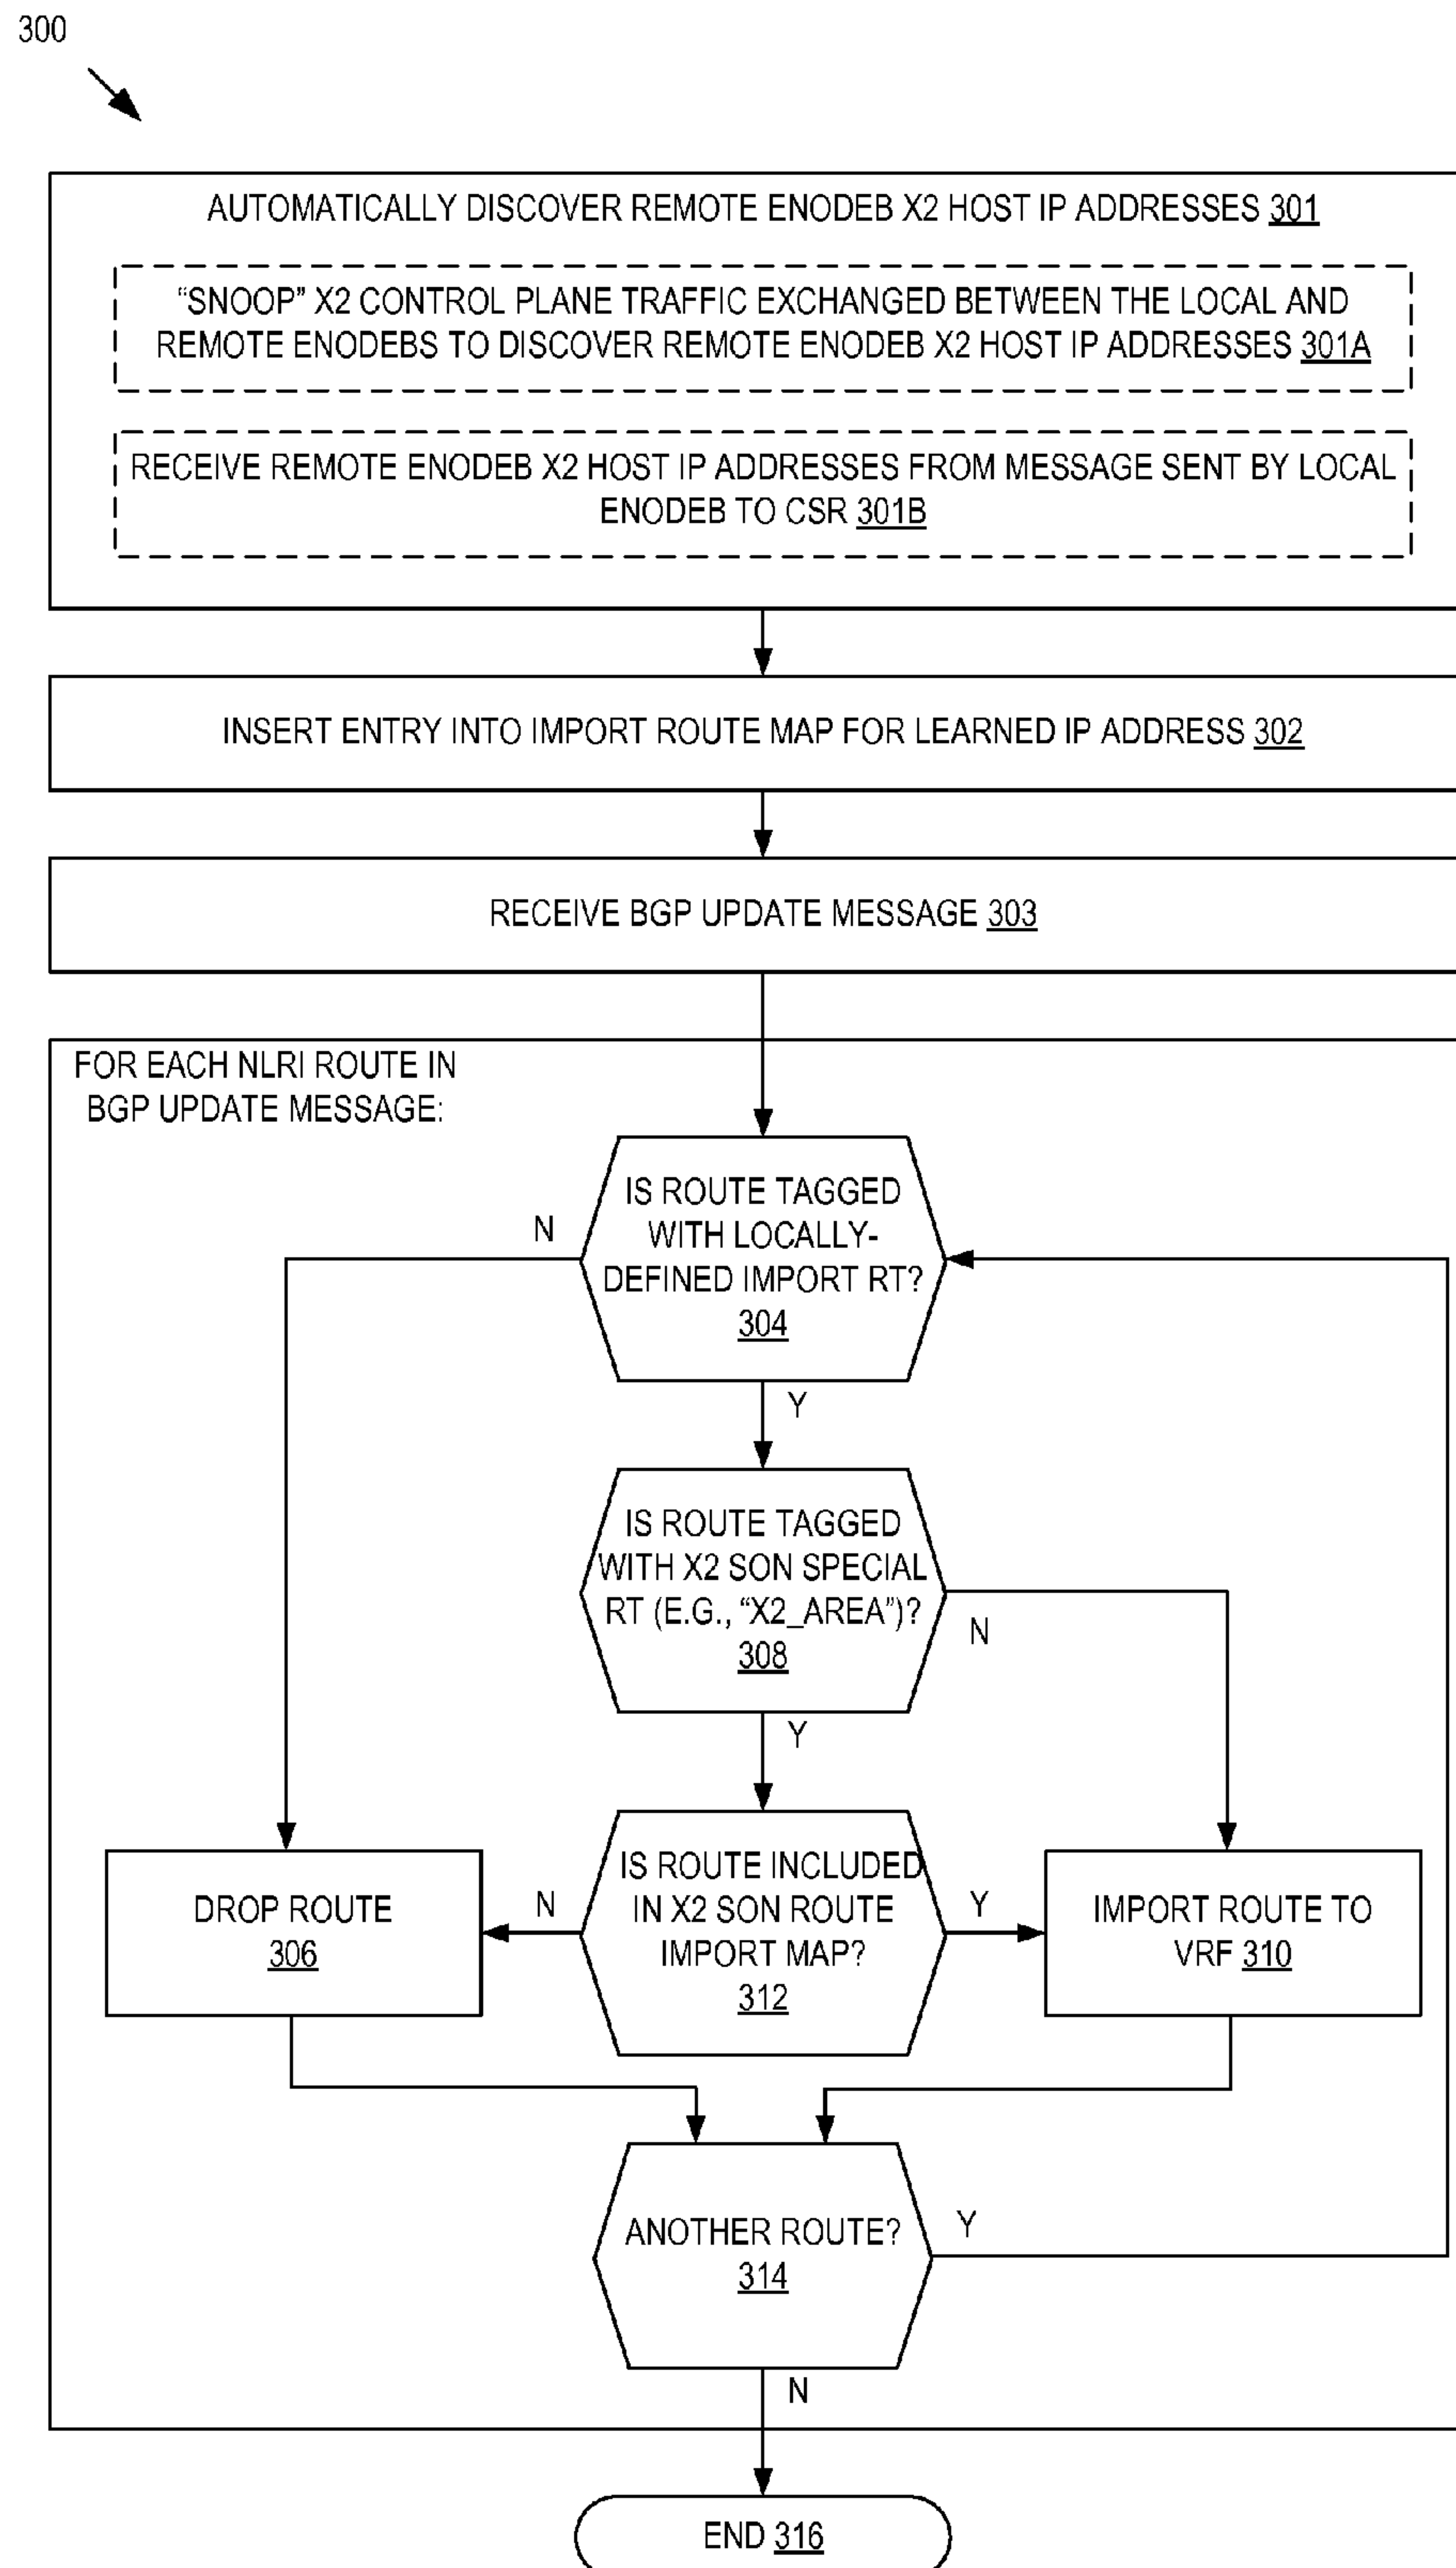 300
AUTOMATICALLY DISCOVER REMOTE ENODEB X2 HOST IP ADDRESSES 301
“SNOOP” X2 CONTROL PLANE TRAFFIC EXCHANGED BETWEEN THE LOCAL AND
REMOTE ENODEBS TO DISCOVER REMOTE ENODEB X2 HOST IP ADDRESSES 301A
RECEIVE REMOTE ENODEB X2 HOST IP ADDRESSES FROM MESSAGE SENT BY LOCAL
ENODEB TO CSR 301B
INSERT ENTRY INTO IMPORT ROUTE MAP FOR LEARNED IP ADDRESS 302
RECEIVE BGP UPDATE MESSAGE 303
FOR EACH NLRI ROUTE IN
BGP UPDATE MESSAGE:
IS ROUTE TAGGED
WITH LOCALLY-
DEFINED IMPORT RT?
304
N
Y
IS ROUTE TAGGED
WITH X2 SON SPECIAL
RT (E.G., “X2_AREA”)?
308
N
Y
DROP ROUTE
306
N
IS ROUTE INCLUDED
IN X2 SON ROUTE
IMPORT MAP?
312
Y
IMPORT ROUTE TO
VRF 310
ANOTHER ROUTE?
314
Y
N
END 316